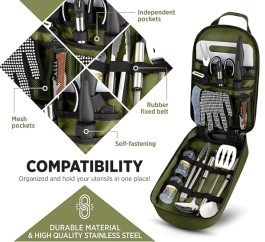 Independent
pockets
Mesh
pockets
Rubber
fixed belt
Self-fastening
COMPATIBILITY
Organized and hold your utensils in one place!
DURABLE MATERIAL
& HIGH QUALITY STAINLESS STEEL